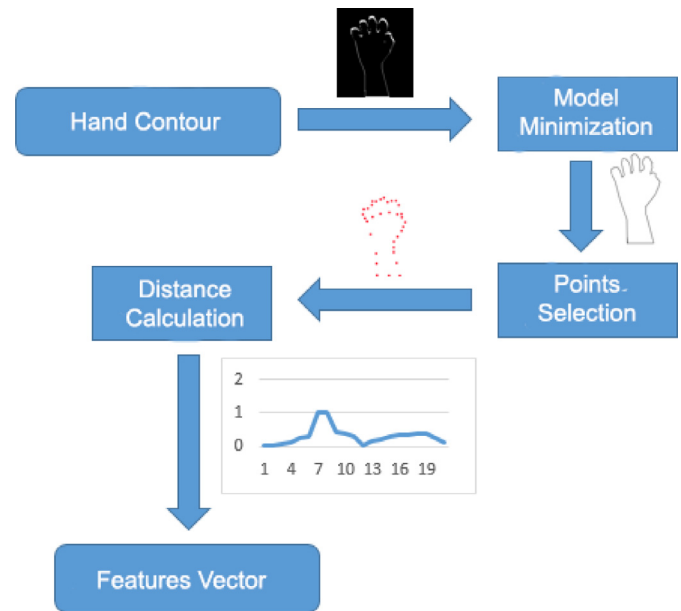 Hand Contour
Model
Minimization
Points
Selection
Distance
Calculation
2
1
0
1 4 7 10 13 16 19
Features Vector